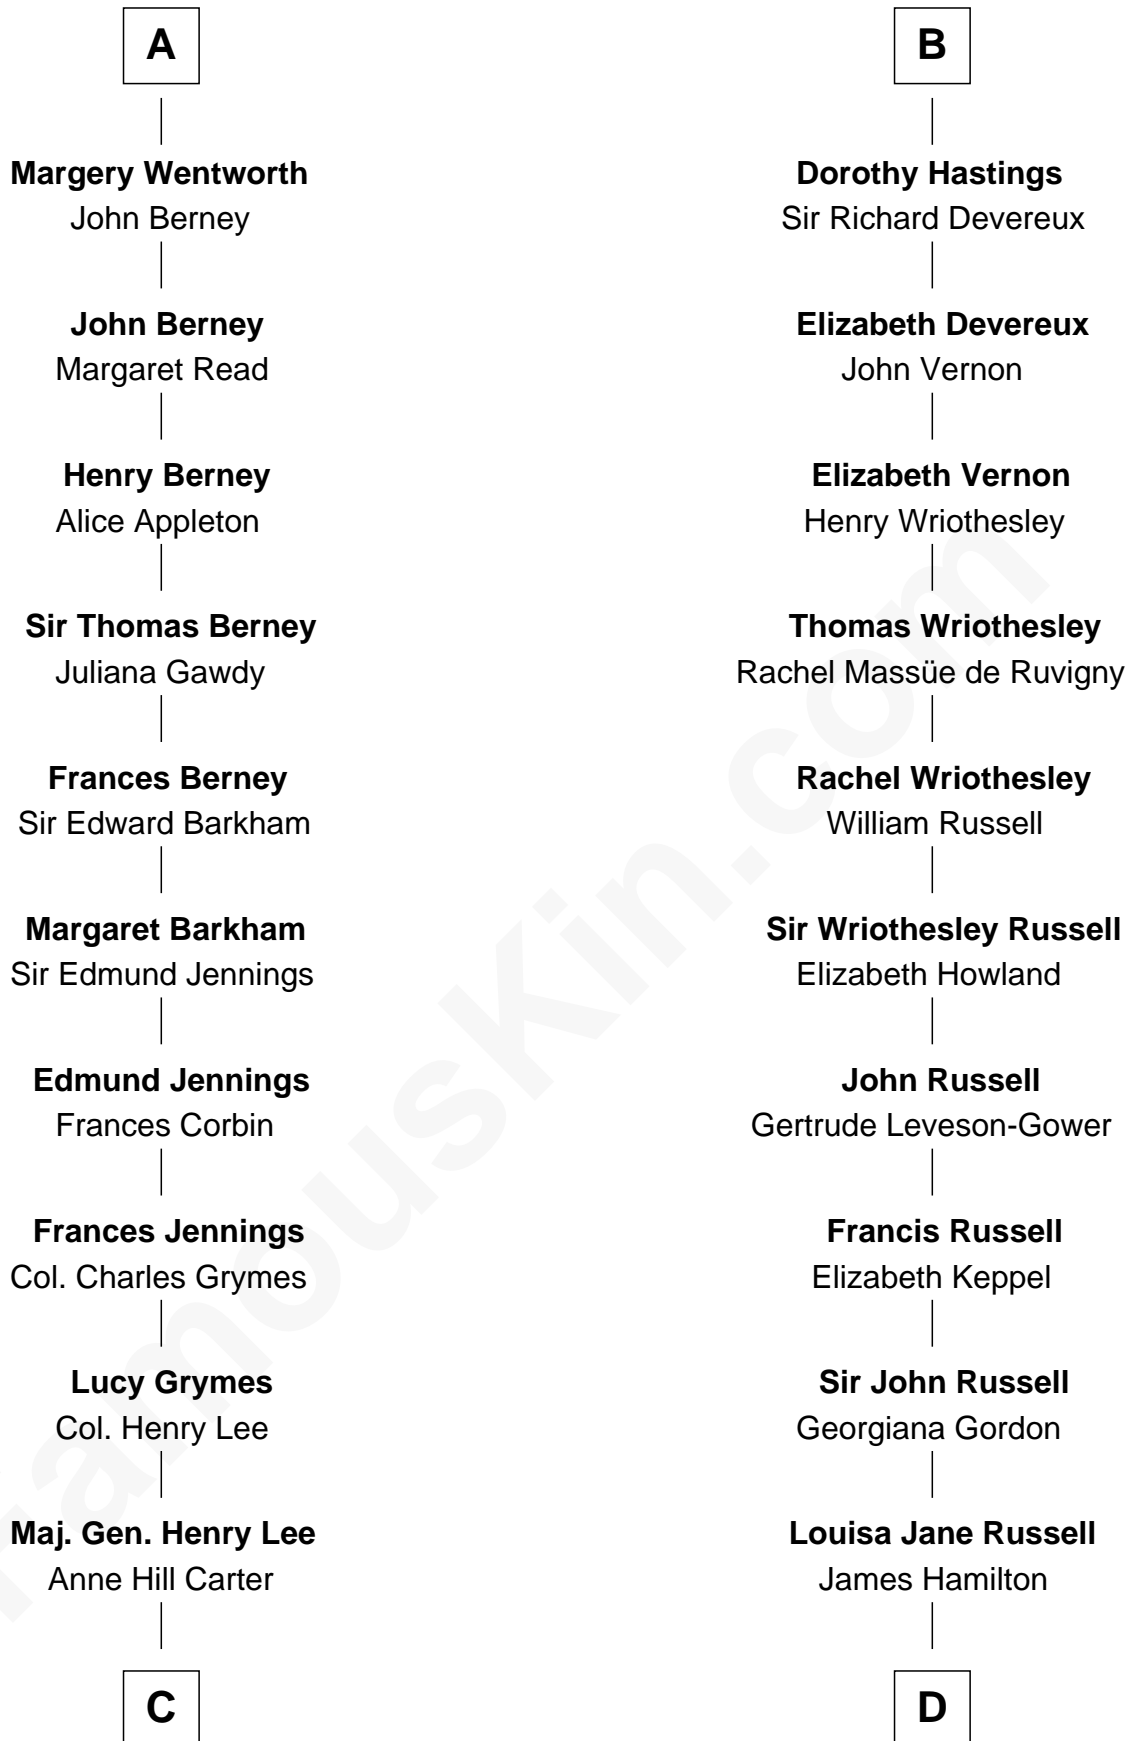 A
Margery Wentworth
John Berney
John Berney
Margaret Read
Henry Berney
Alice Appleton
Sir Thomas Berney
Juliana Gawdy
Frances Berney
Sir Edward Barkham
Margaret Barkham
Sir Edmund Jennings
Edmund Jennings
Frances Corbin
Frances Jennings
Col. Charles Grymes
Lucy Grymes
Col. Henry Lee
Maj. Gen. Henry Lee
Anne Hill Carter
C
B
Dorothy Hastings
Sir Richard Devereux
Elizabeth Devereux
John Vernon
Elizabeth Vernon
Henry Wriothesley
Thomas Wriothesley
Rachel Massüe de Ruvigny
Rachel Wriothesley
William Russell
Sir Wriothesley Russell
Elizabeth Howland
John Russell
Gertrude Leveson-Gower
Francis Russell
Elizabeth Keppel
Sir John Russell
Georgiana Gordon
Louisa Jane Russell
James Hamilton
D
FamousKin.com